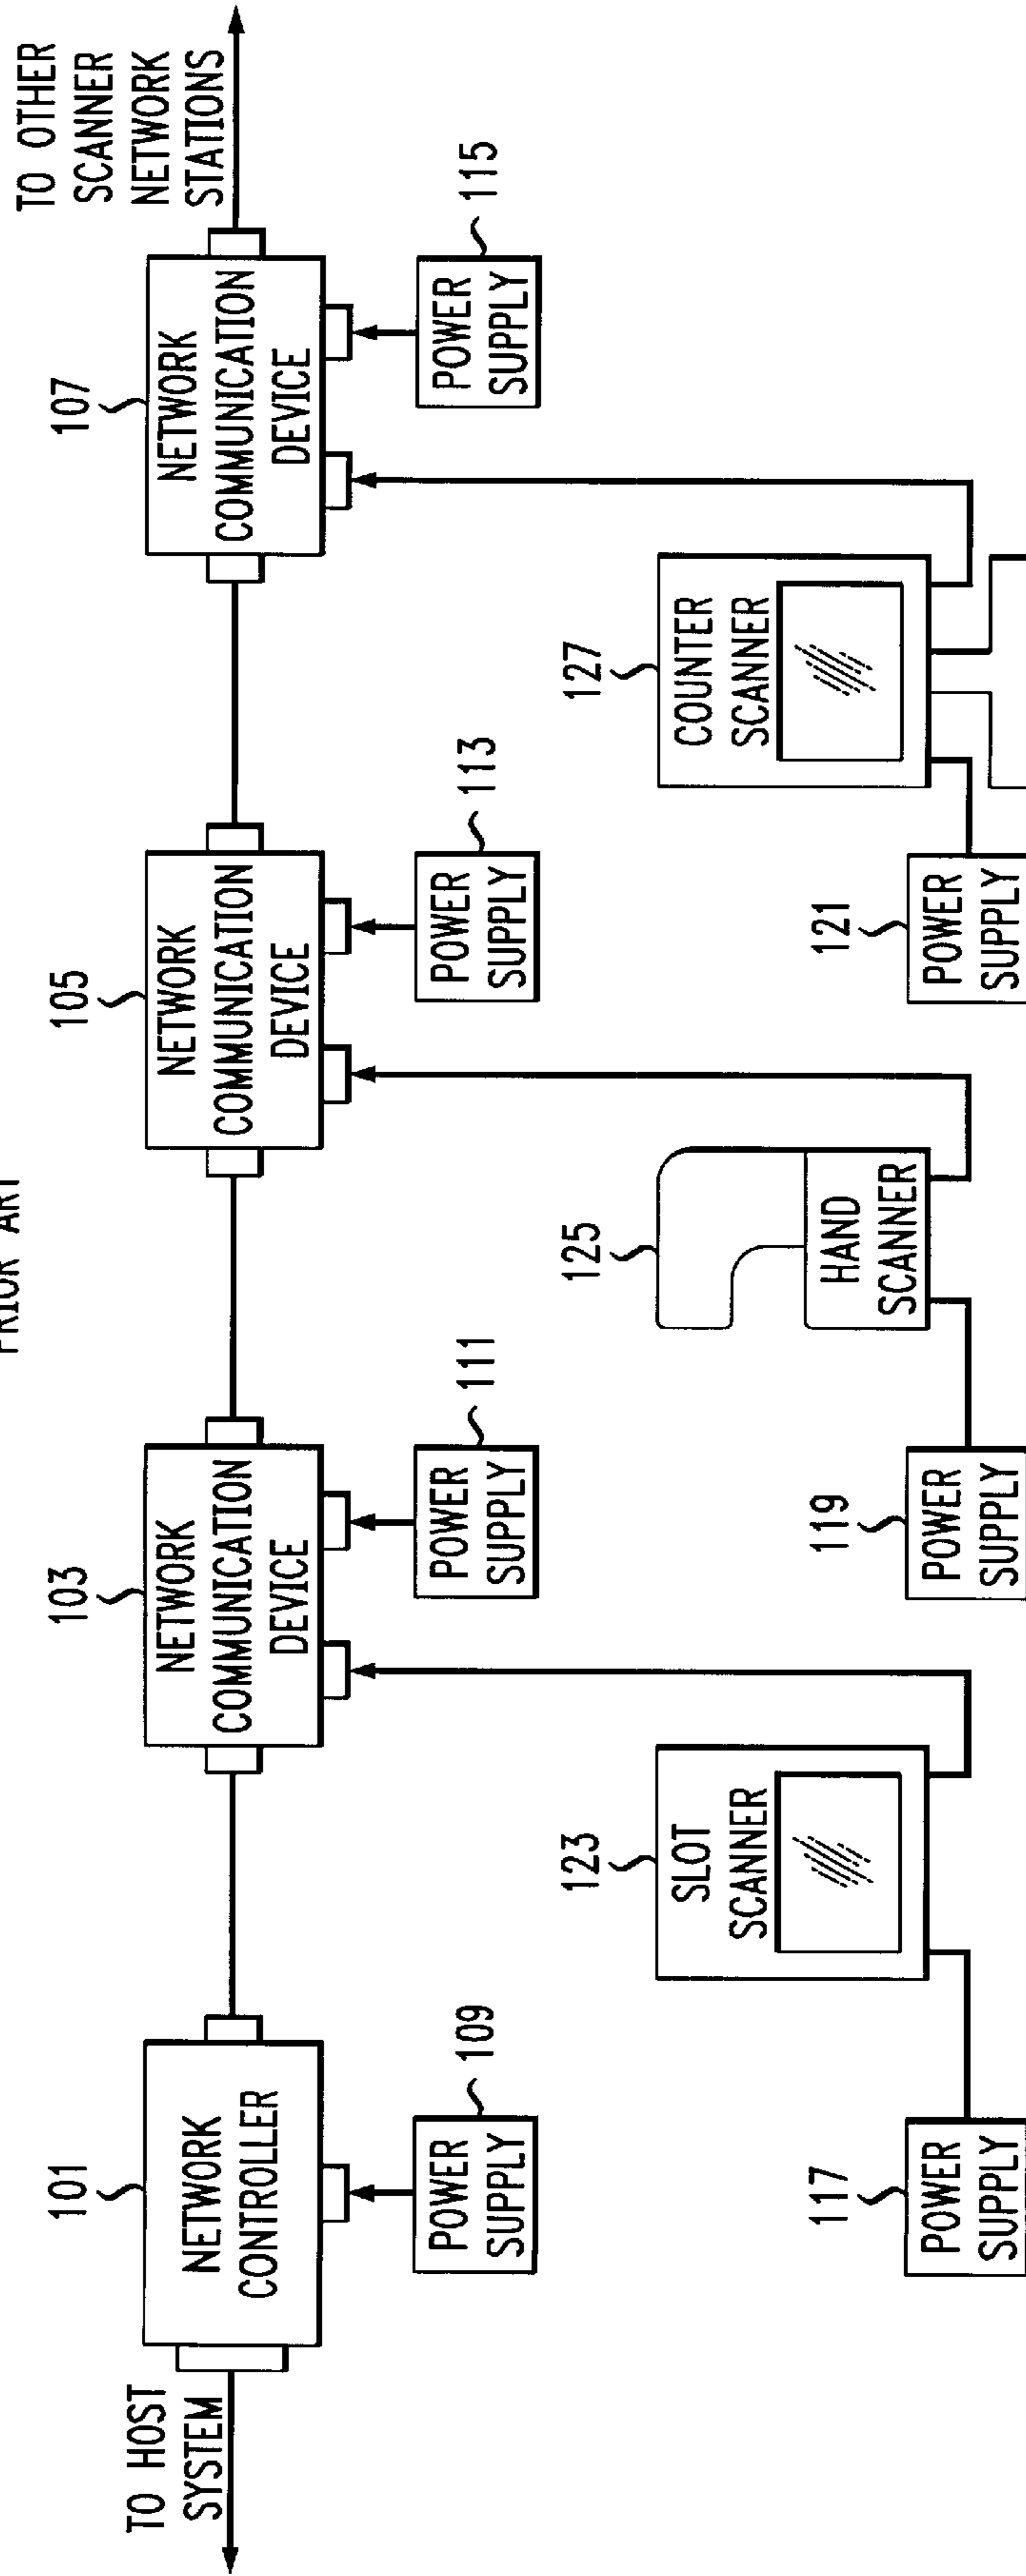 PRIOR ART
TO HOST
SYSTEM
101
NETWORK
CONTROLLER
103
NETWORK
COMMUNICATION
DEVICE
105
NETWORK
COMMUNICATION
DEVICE
107
NETWORK
COMMUNICATION
DEVICE
TO OTHER
SCANNER
NETWORK
STATIONS
109
POWER
SUPPLY
111
POWER
SUPPLY
113
POWER
SUPPLY
115
POWER
SUPPLY
123
SLOT
SCANNER
125
HAND
SCANNER
127
COUNTER
SCANNER
117
POWER
SUPPLY
119
POWER
SUPPLY
121
POWER
SUPPLY